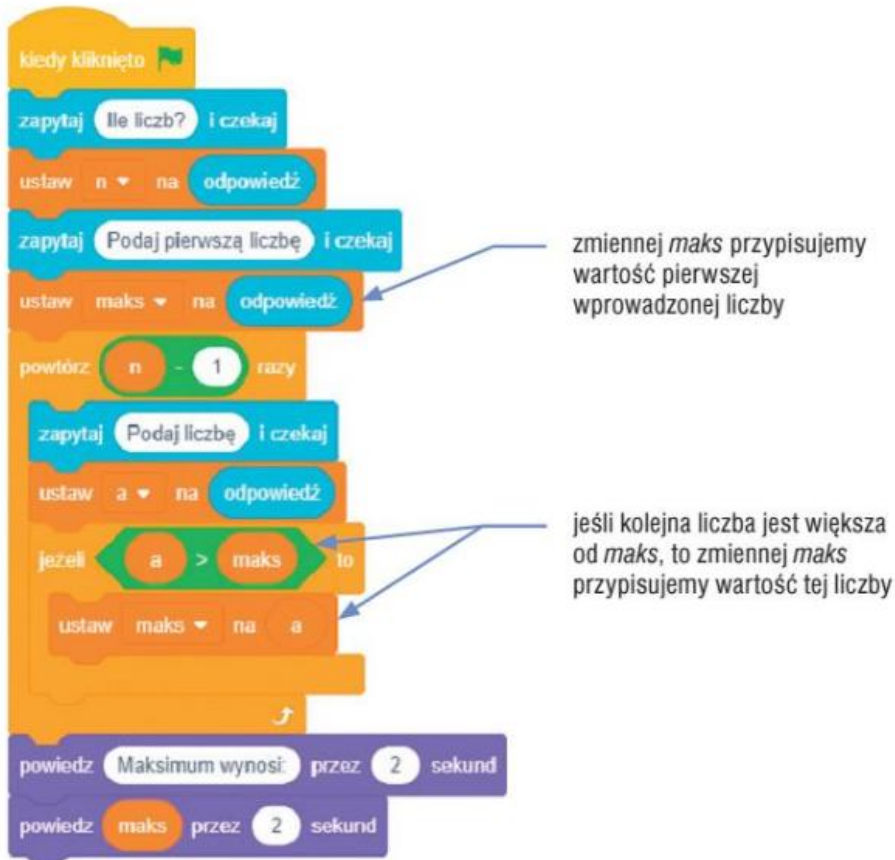 kiedy kliknięto
zapytaj Ile liczb? i czekaj
ustaw n na odpowiedź
zapytaj Podaj pierwszą liczbę i czekaj
ustaw maks na odpowiedź
zmiennej maks przypisujemy
wartość pierwszej
wprowadzonej liczby
powtórz n - 1 razy
zapytaj Podaj liczbę i czekaj
ustaw a na odpowiedź
jeżeli a > maks to
ustaw maks na a
jeśli kolejna liczba jest większa
od maks, to zmiennej maks
przypisujemy wartość tej liczby
powiedz Maksimum wynosi: przez 2 sekund
powiedz maks przez 2 sekund